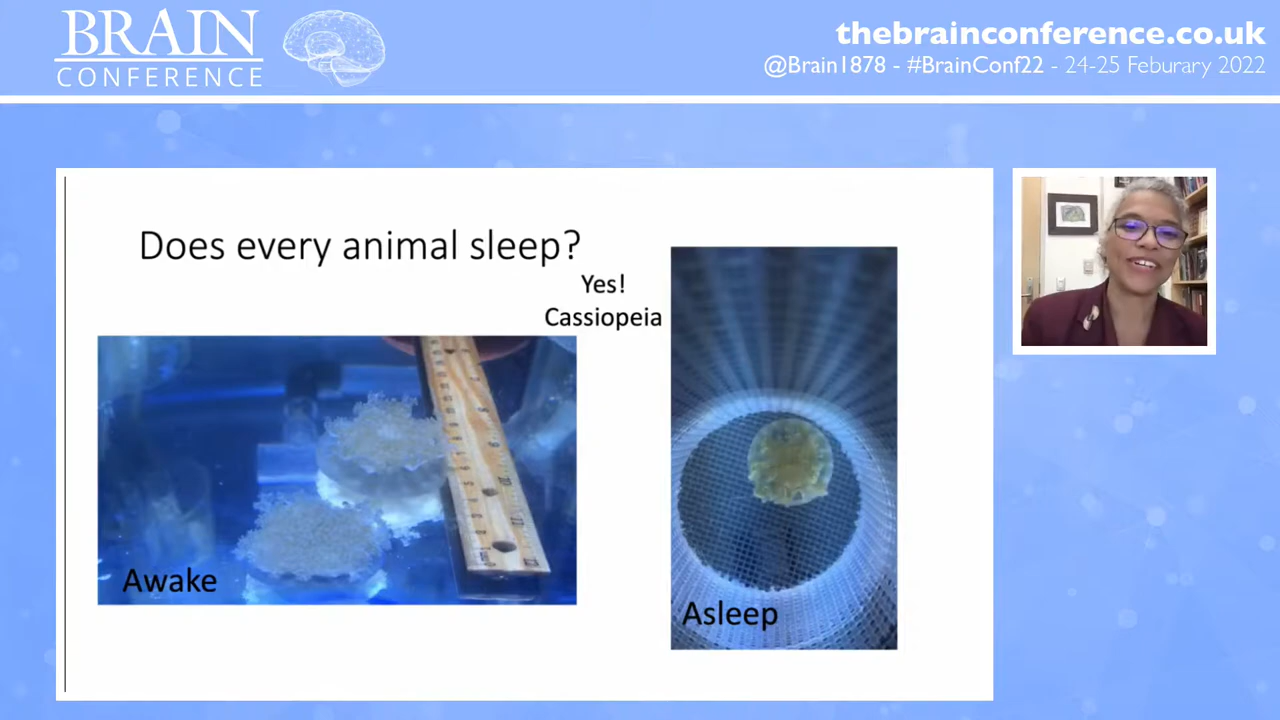 BRAIN
CONFERENCE
thebrainconference.co.uk
@Brain1878 - #BrainConf22 - 24-25 Feburary 2022
Does every animal sleep?
Yes!
Cassiopeia
Awake
Asleep